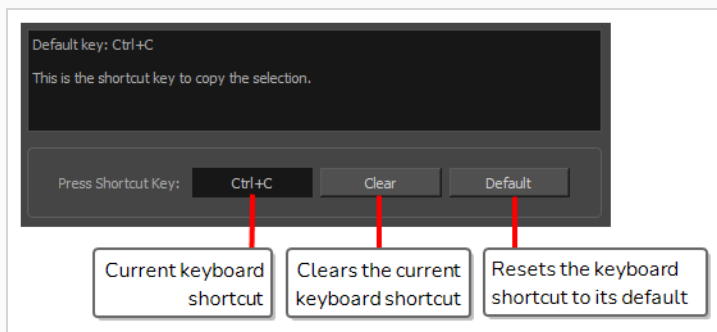 Default key: Ctrl+C
This is the shortcut key to copy the selection.
Press Shortcut Key: Ctrl+C Clear Default
Current keyboard
shortcut
Clears the current
keyboard shortcut
Resets the keyboard
shortcut to its default